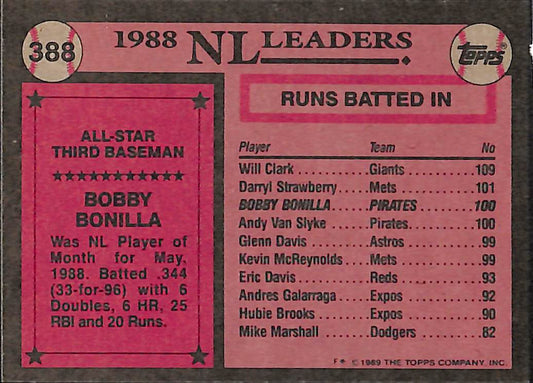 388
1988 NL LEADERS
Topps®
ALL-STAR
THIRD BASEMAN
★★★★★★★★★★★
BOBBY
BONILLA
Was NL Player of
Month for May,
1988. Batted .344
(33-for-96) with 6
Doubles, 6 HR, 25
RBI and 20 Runs.
RUNS BATTED IN
Player Team No
Will Clark.............Giants............109
Darryl Strawberry.....Mets.............101
BOBBY BONILLA....PIRATES........100
Andy Van Slyke......Pirates...........100
Glenn Davis..........Astros.............99
Kevin McReynolds...Mets...............99
Eric Davis.............Reds..............93
Andres Galarraga....Expos.............92
Hubie Brooks.........Expos.............90
Mike Marshall........Dodgers..........82
F★ ©1989 THE TOPPS COMPANY, INC.